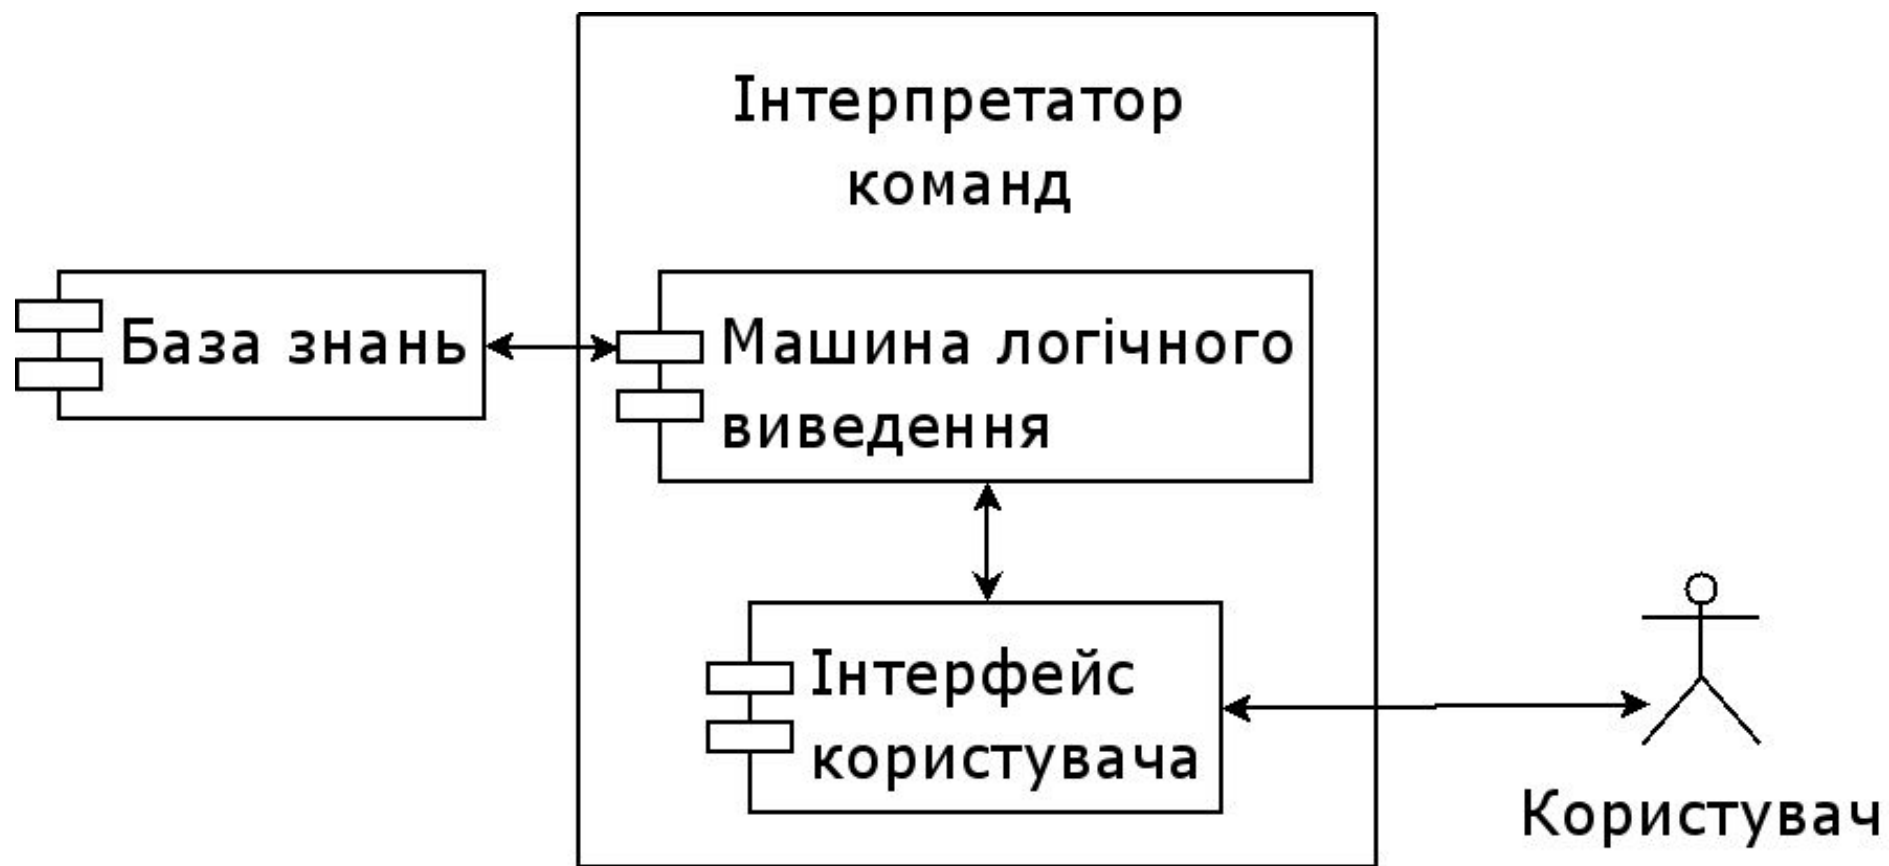 Інтерпретатор
команд
База знань
Машина логічного
виведення
Інтерфейс
користувача
Користувач